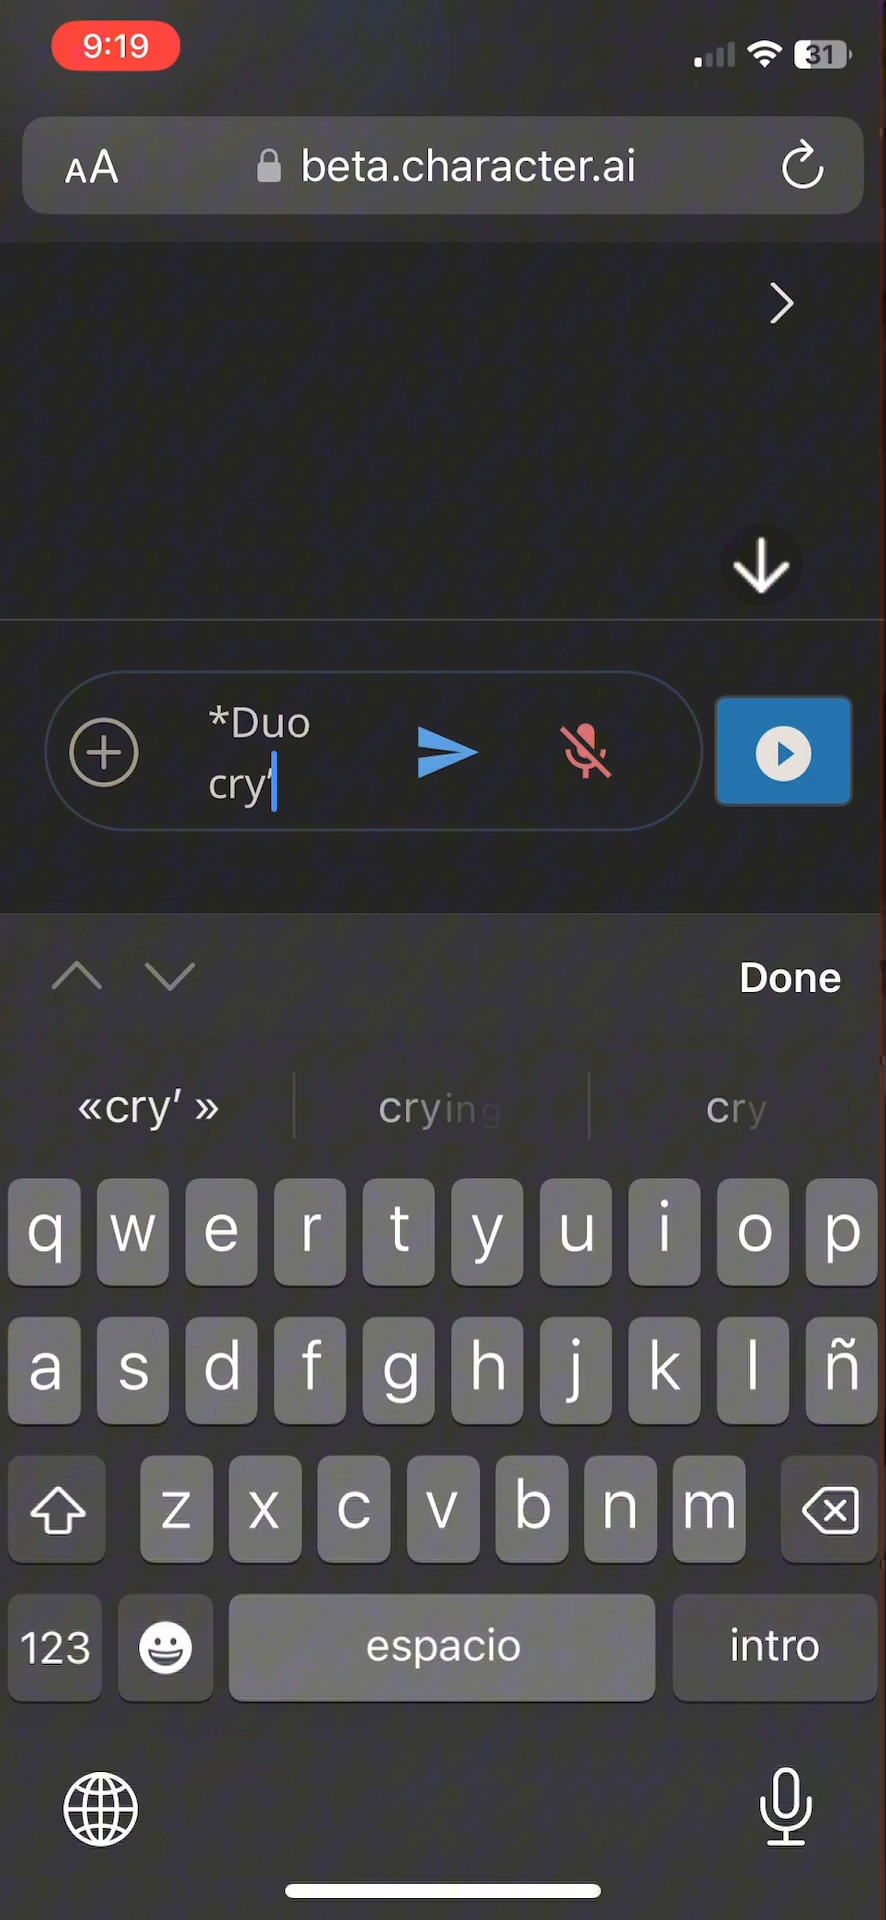 9:19
31
AA
beta.character.ai
*Duo
cry’
Done
«cry’ »
crying
cry
q w e r t y u i o p
a s d f g h j k l ñ
z x c v b n m
123
espacio
intro